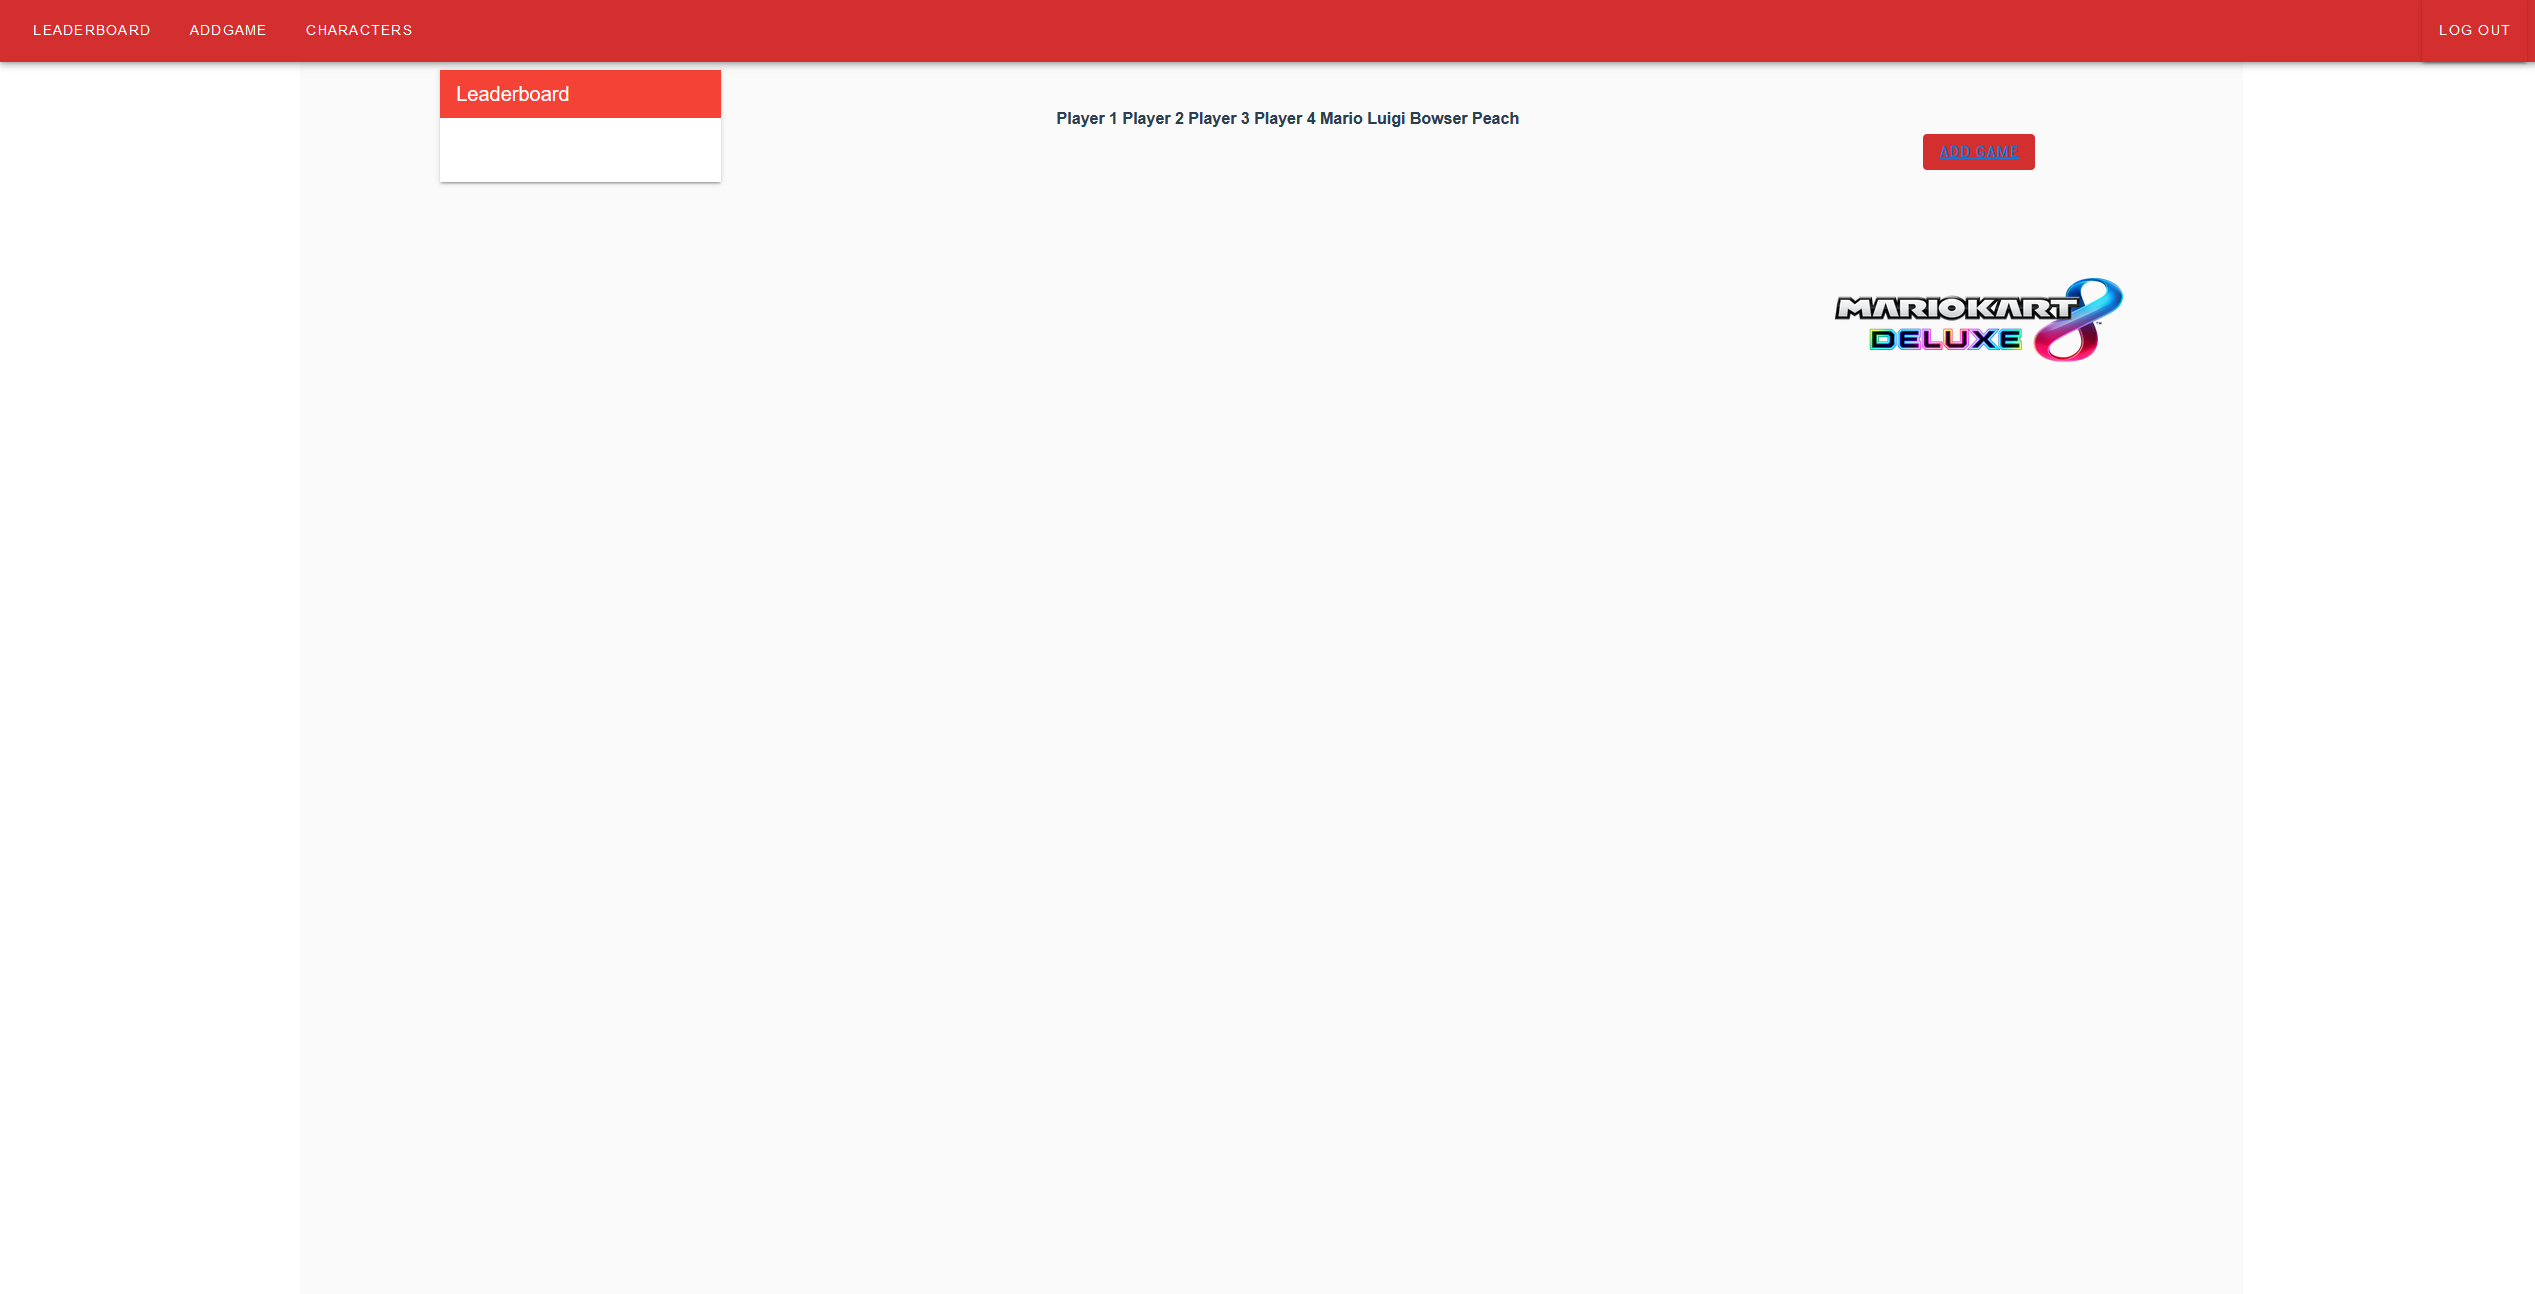 LEADERBOARD ADDGAME CHARACTERS LOG OUT
Leaderboard
Player 1 Player 2 Player 3 Player 4 Mario Luigi Bowser Peach
ADD GAME
MARIOKART 8
DELUXE
TM